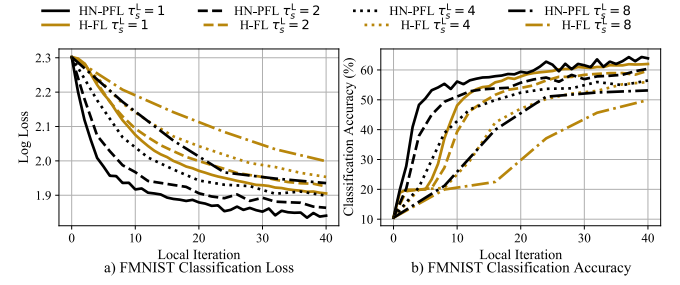 HN-PFL τ_s^L = 1 HN-PFL τ_s^L = 2 HN-PFL τ_s^L = 4 HN-PFL τ_s^L = 8
H-FL τ_s^L = 1 H-FL τ_s^L = 2 H-FL τ_s^L = 4 H-FL τ_s^L = 8
Log Loss
2.3
2.2
2.1
2.0
1.9
0 10 20 30 40
Local Iteration
a) FMNIST Classification Loss
Classification Accuracy (%)
60
50
40
30
20
10
0 10 20 30 40
Local Iteration
b) FMNIST Classification Accuracy